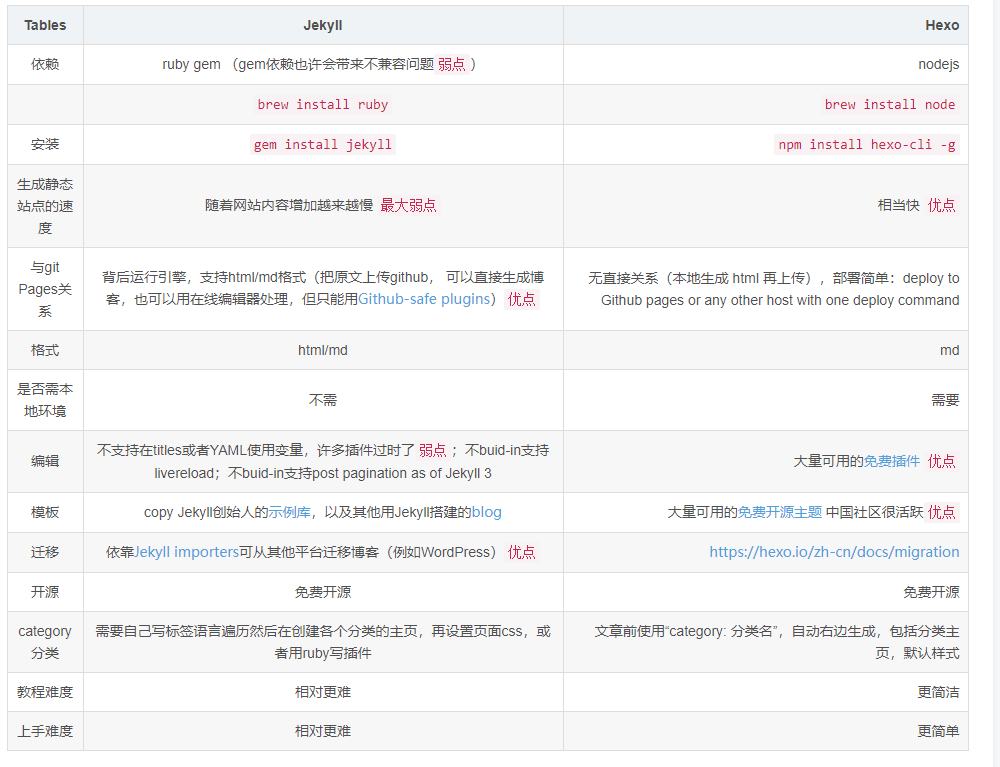 Tables Jekyll Hexo
依赖 ruby gem （gem依赖也许会带来不兼容问题 弱点 ） nodejs
brew install ruby brew install node
安装 gem install jekyll npm install hexo-cli -g
生成静态
站点的速
度
随着网站内容增加越来越慢 最大弱点
相当快 优点
与git
Pages关
系
背后运行引擎，支持html/md格式（把原文上传github， 可以直接生成博
客，也可以用在线编辑器处理，但只能用Github-safe plugins） 优点
无直接关系（本地生成 html 再上传），部署简单：deploy to
Github pages or any other host with one deploy command
格式 html/md md
是否需本
地环境
不需
需要
编辑
不支持在titles或者YAML使用变量，许多插件过时了 弱点 ；不buid-in支持
livereload；不buid-in支持post pagination as of Jekyll 3
大量可用的免费插件 优点
模板 copy Jekyll创始人的示例库，以及其他用Jekyll搭建的blog 大量可用的免费开源主题 中国社区很活跃 优点
迁移 依靠Jekyll importers可从其他平台迁移博客（例如WordPress） 优点 https://hexo.io/zh-cn/docs/migration
开源 免费开源 免费开源
category
分类
需要自己写标签语言遍历然后在创建各个分类的主页，再设置页面css，或
者用ruby写插件
文章前使用“category: 分类名”，自动右边生成，包括分类主
页，默认样式
教程难度 相对更难 更简洁
上手难度 相对更难 更简单